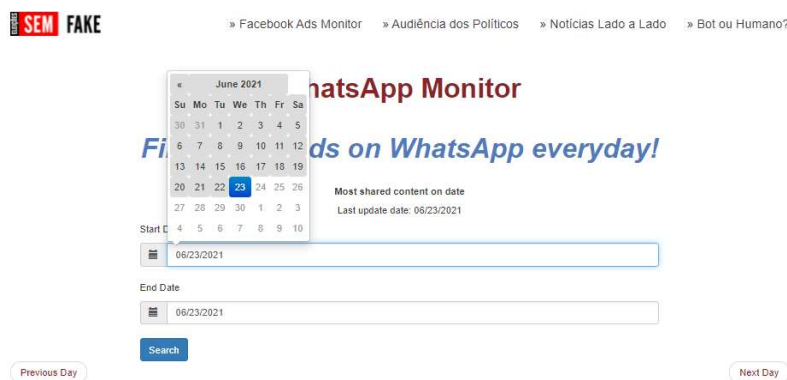 SEM FAKE
» Facebook Ads Monitor » Audiência dos Políticos » Notícias Lado a Lado » Bot ou Humano?
hatsApp Monitor
Fi ds on WhatsApp everyday!
« June 2021
Su Mo Tu We Th Fr Sa
30 31 1 2 3 4 5
6 7 8 9 10 11 12
13 14 15 16 17 18 19
20 21 22 23 24 25 26
27 28 29 30 1 2 3
4 5 6 7 8 9 10
Most shared content on date
Last update date: 06/23/2021
Start D
06/23/2021
End Date
06/23/2021
Search
Previous Day Next Day